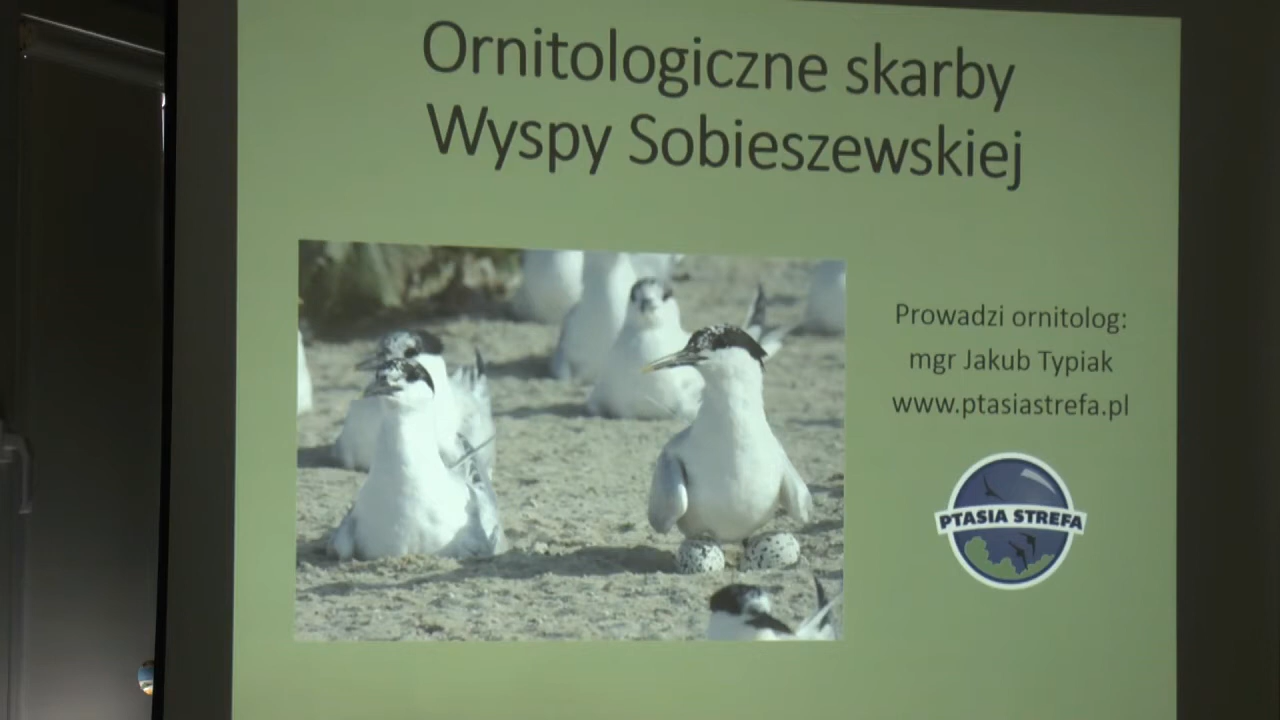 Ornitologiczne skarby
Wyspy Sobieszewskiej
Prowadzi ornitolog:
mgr Jakub Typiak
www.ptasiastrefa.pl
PTASIA STREFA